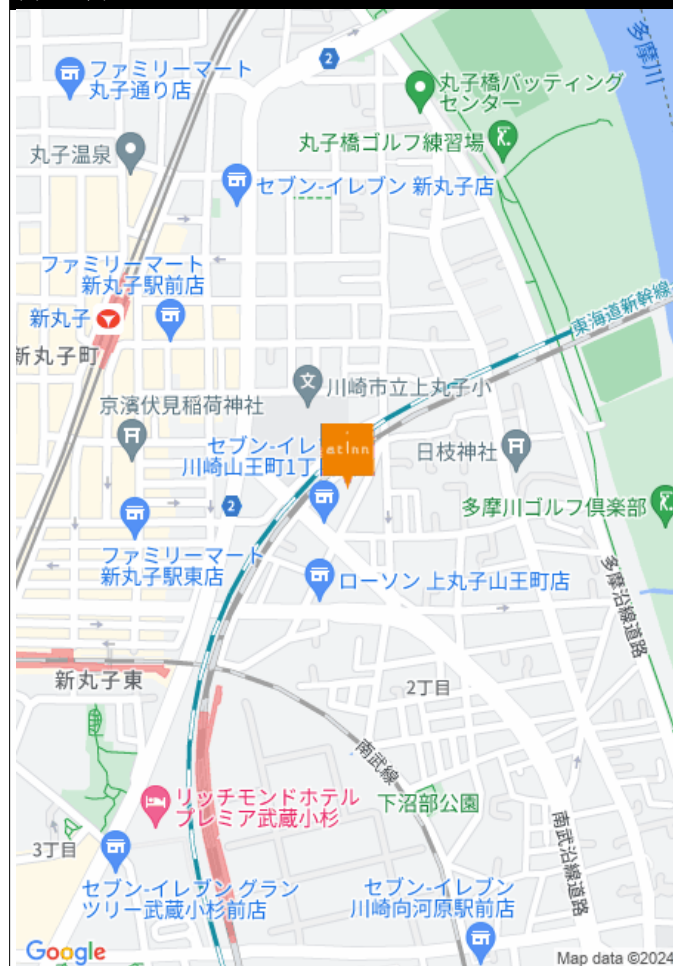 多摩川
2
ファミリーマート
丸子通り店
丸子橋バッティング
センター
丸子橋ゴルフ練習場
丸子温泉
セブン-イレブン 新丸子店
ファミリーマート
新丸子駅前店
新丸子
東海道新幹線
新丸子町
文
川崎市立上丸子小
京濱伏見稲荷神社
セブン-イレ
川崎山王町1丁
at inn
日枝神社
2
多摩川ゴルフ倶楽部
ファミリーマート
新丸子駅東店
ローソン 上丸子山王町店
多摩沿線道路
新丸子東
2丁目
南武線
リッチモンドホテル
プレミア武蔵小杉
下沼部公園
南武沿線道路
3丁目
セブン-イレブン グラン
ツリー武蔵小杉前店
セブン-イレブン
川崎向河原駅前店
Google
Map data ©2024